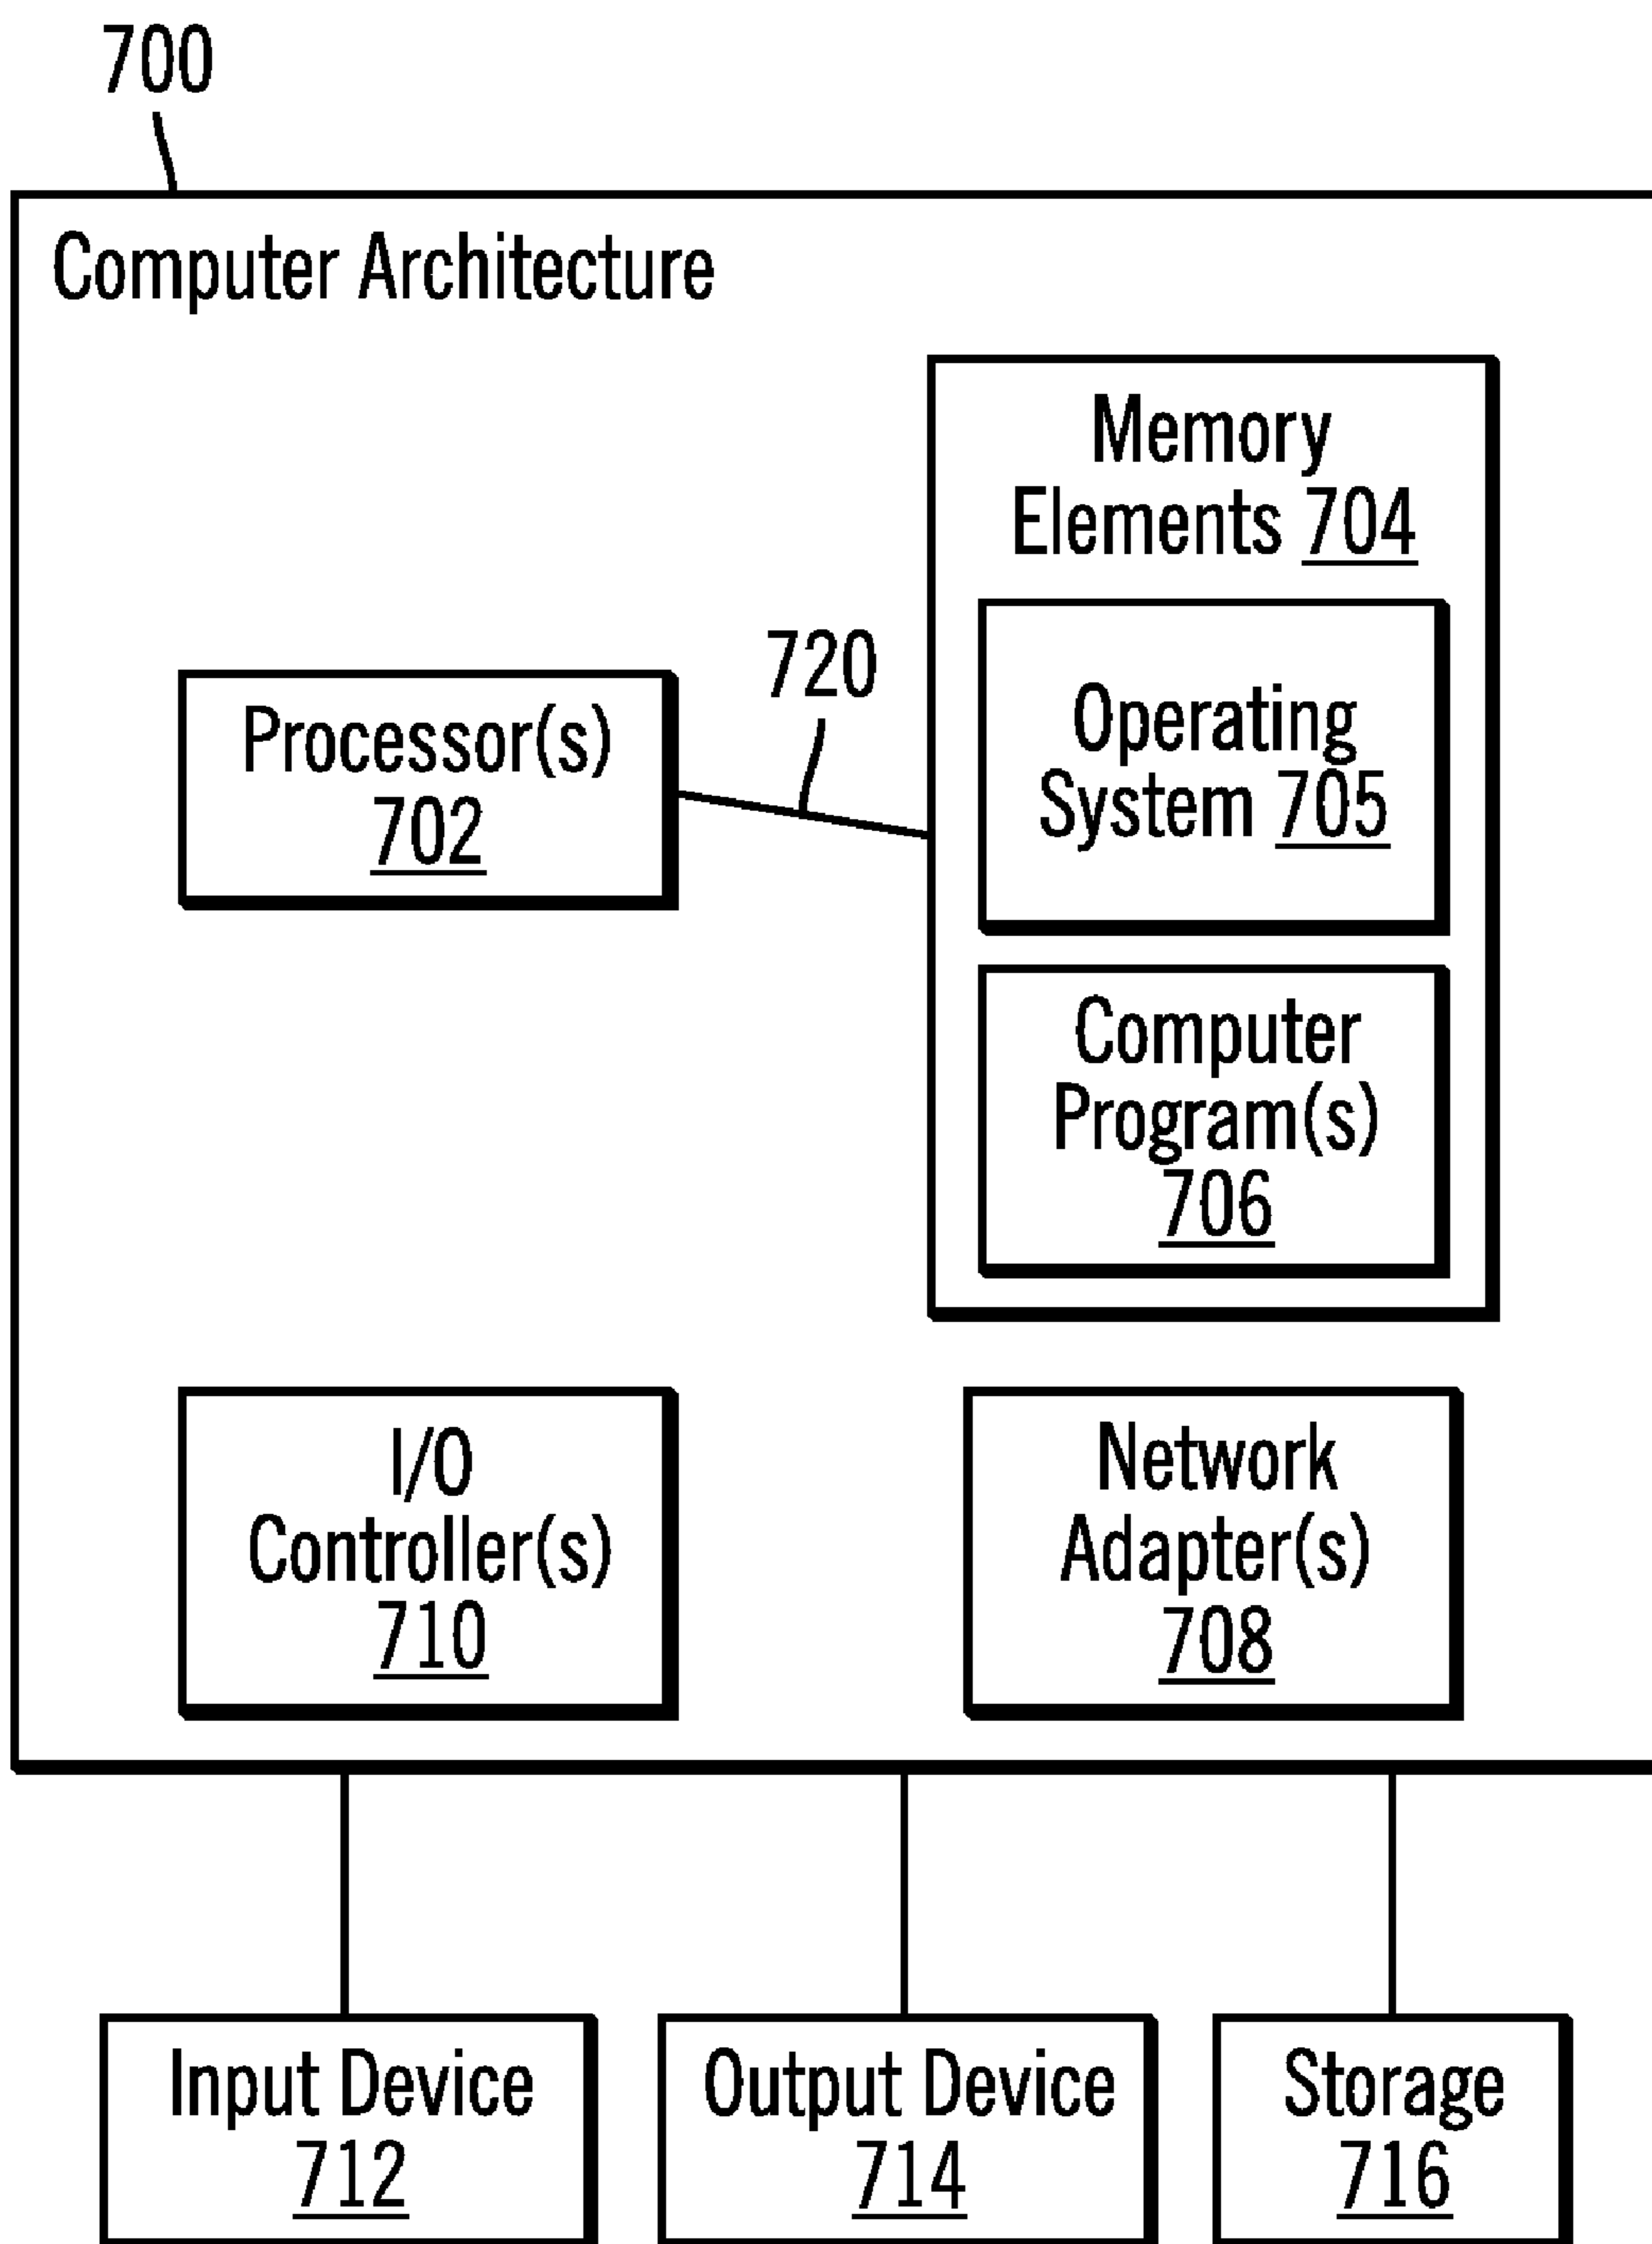 700
Computer Architecture
Memory
Elements 704
720
Processor(s)
702
Operating
System 705
Computer
Program(s)
706
I/O
Controller(s)
710
Network
Adapter(s)
708
Input Device
712
Output Device
714
Storage
716